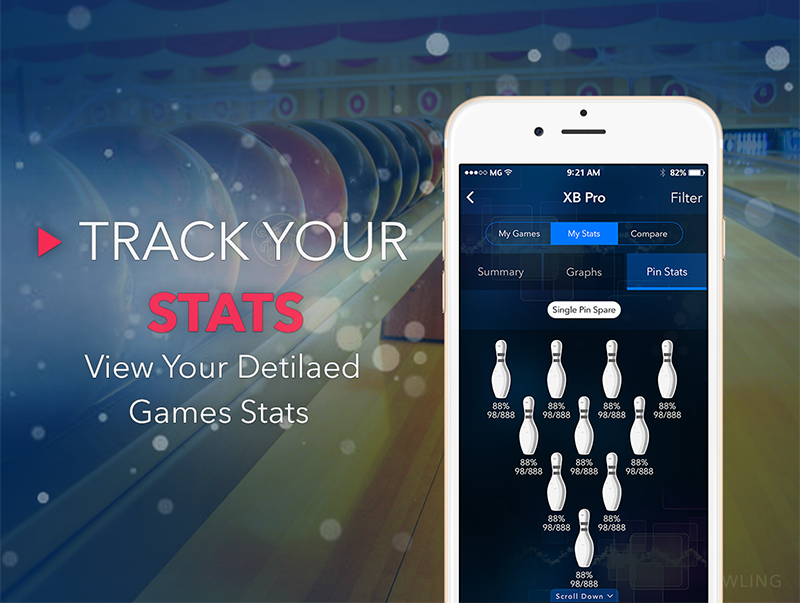 TRACK YOUR
STATS
View Your Detilaed
Games Stats
MG 9:21 AM 82%
XB Pro Filter
My Games My Stats Compare
Summary Graphs Pin Stats
Single Pin Spare
88% 88% 88% 88%
98/888 98/888 98/888 98/888
88% 88% 88%
98/888 98/888 98/888
88% 88%
98/888 98/888
88%
98/888
Scroll Down
WLING